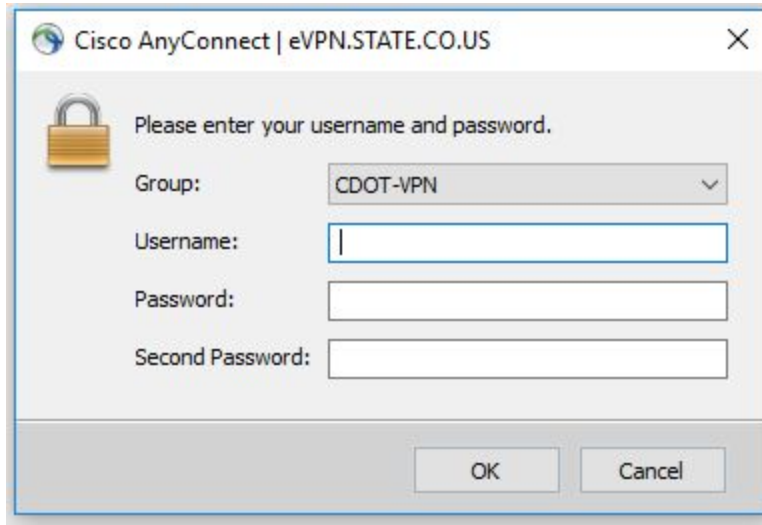 Cisco AnyConnect | eVPN.STATE.CO.US
Please enter your username and password.
Group: CDOT-VPN
Username:
Password:
Second Password:
OK Cancel